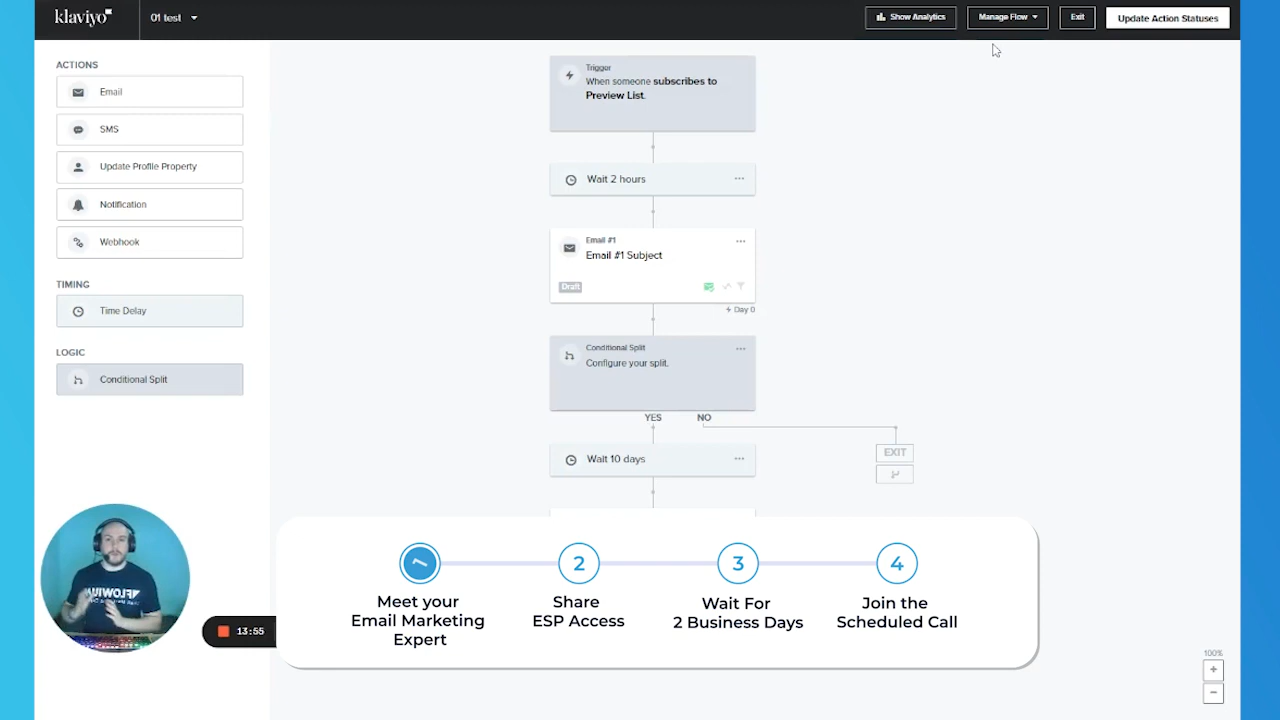 klaviyo
01 test
Show Analytics
Manage Flow
Exit
Update Action Statuses
ACTIONS
Email
SMS
Update Profile Property
Notification
Webhook
TIMING
Time Delay
LOGIC
Conditional Split
Trigger
When someone subscribes to
Preview List.
Wait 2 hours
Email #1
Email #1 Subject
Draft
Day 0
Conditional Split
Configure your split.
YES
NO
Wait 10 days
EXIT
FLOWIUM
13:55
2
3
4
Meet your
Email Marketing
Expert
Share
ESP Access
Wait For
2 Business Days
Join the
Scheduled Call
100%